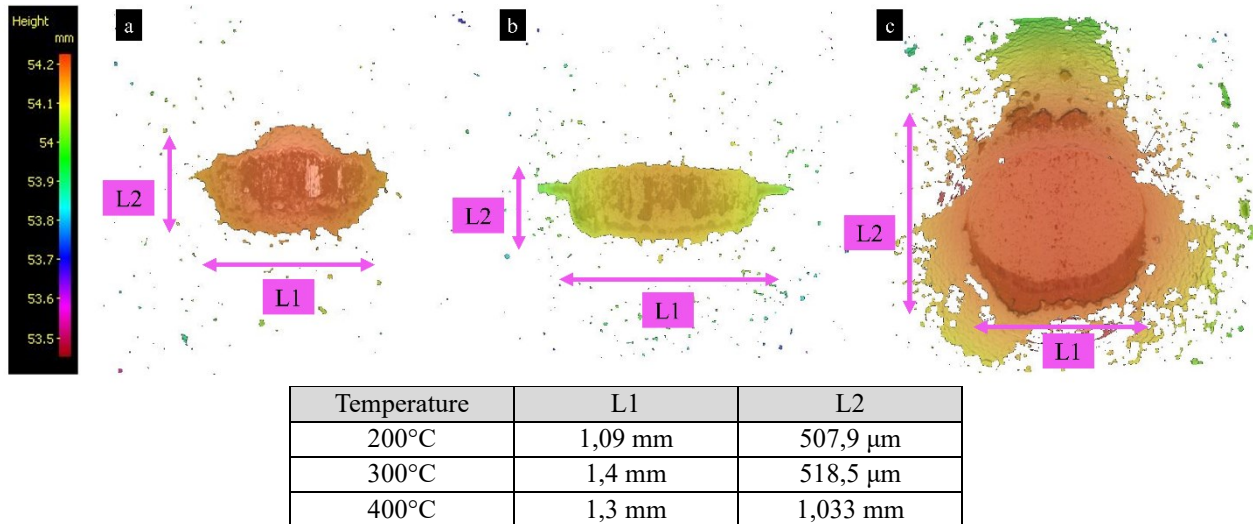 Height
mm
54.2
54.1
54
53.9
53.8
53.7
53.6
53.5
a
L2
L1
b
L2
L1
c
L2
L1
Temperature L1 L2
200°C 1,09 mm 507,9 µm
300°C 1,4 mm 518,5 µm
400°C 1,3 mm 1,033 mm